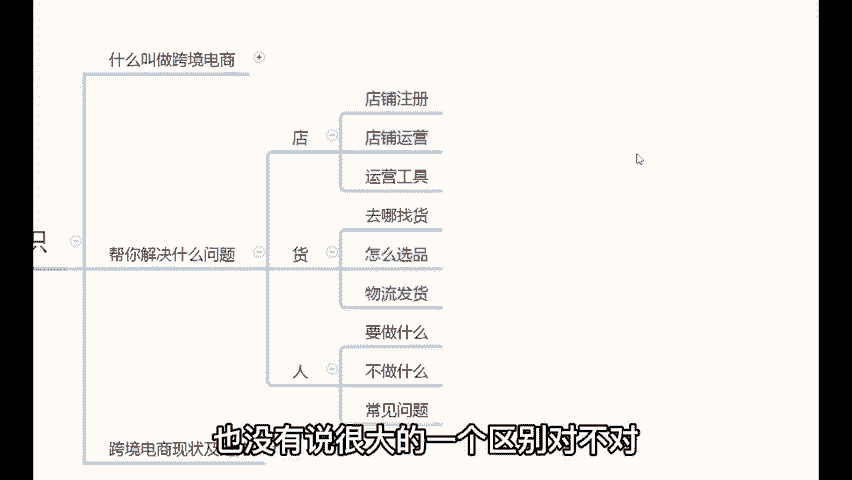 什么叫做跨境电商
店铺注册
店
店铺运营
运营工具
去哪找货
帮你解决什么问题
货
怎么选品
物流发货
要做什么
人
不做什么
常见问题
跨境电商现状及
也没有说很大的一个区别对不对